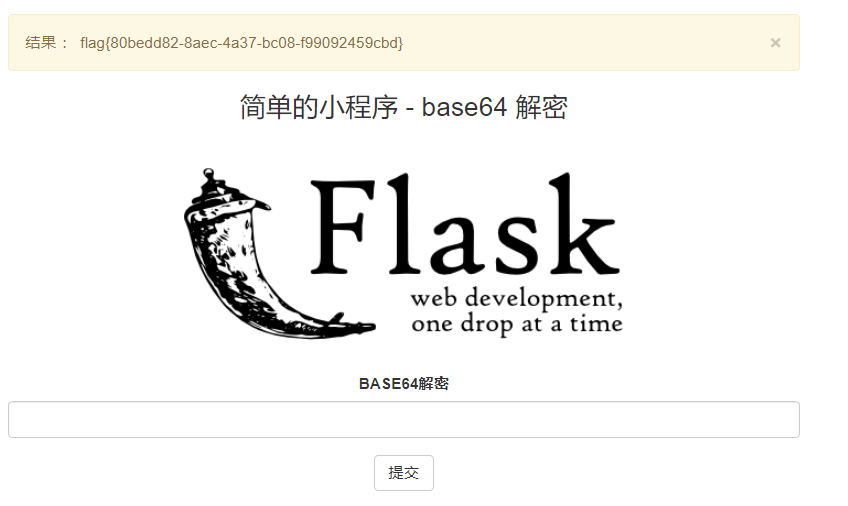 结果 ： flag{80bedd82-8aec-4a37-bc08-f99092459cbd}
×
简单的小程序 - base64 解密
Flask
web development,
one drop at a time
BASE64解密
提交